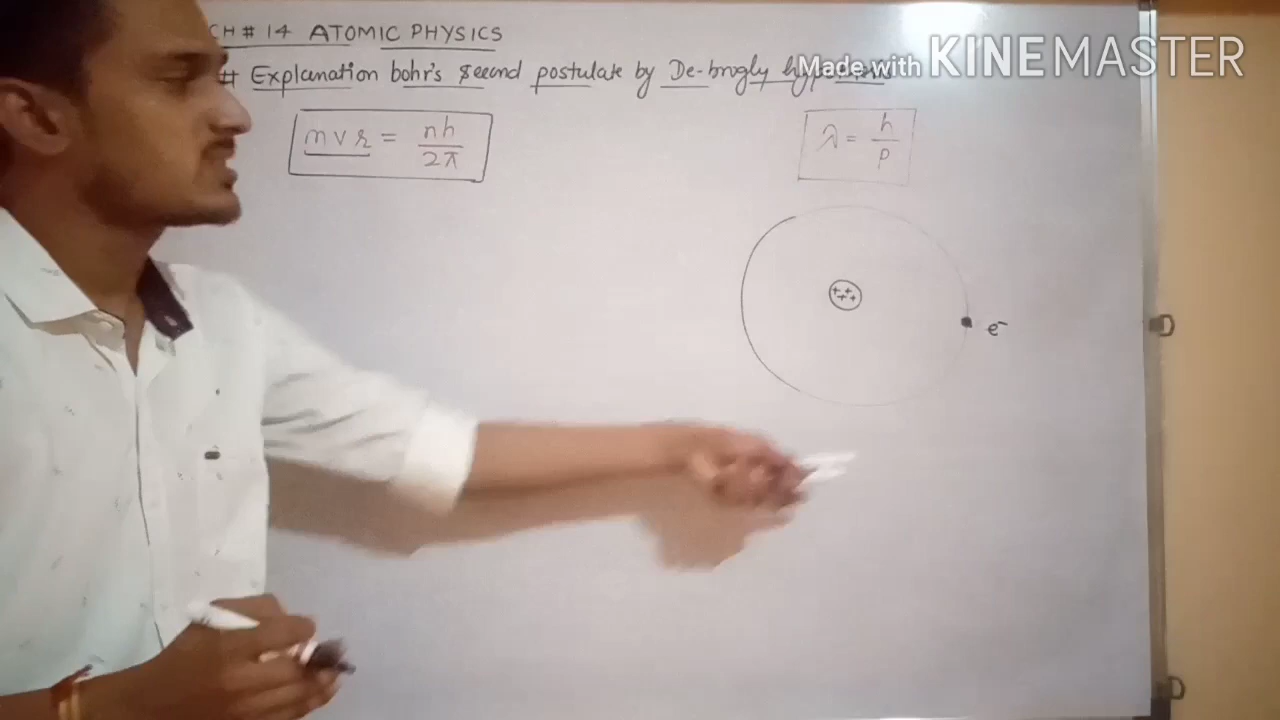 CH # 14 ATOMIC PHYSICS
# Explanation bohr's second postulate by De-brogly
Made with KINEMASTER
mvr = nh/2π
λ = h/p
++++
e⁻